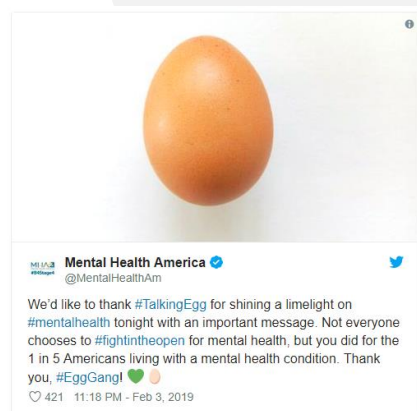 Mental Health America
@MentalHealthAm
We'd like to thank #TalkingEgg for shining a limelight on
#mentalhealth tonight with an important message. Not everyone
chooses to #fightintheopen for mental health, but you did for the
1 in 5 Americans living with a mental health condition. Thank
you, #EggGang! 💚🥚
421 11:18 PM - Feb 3, 2019